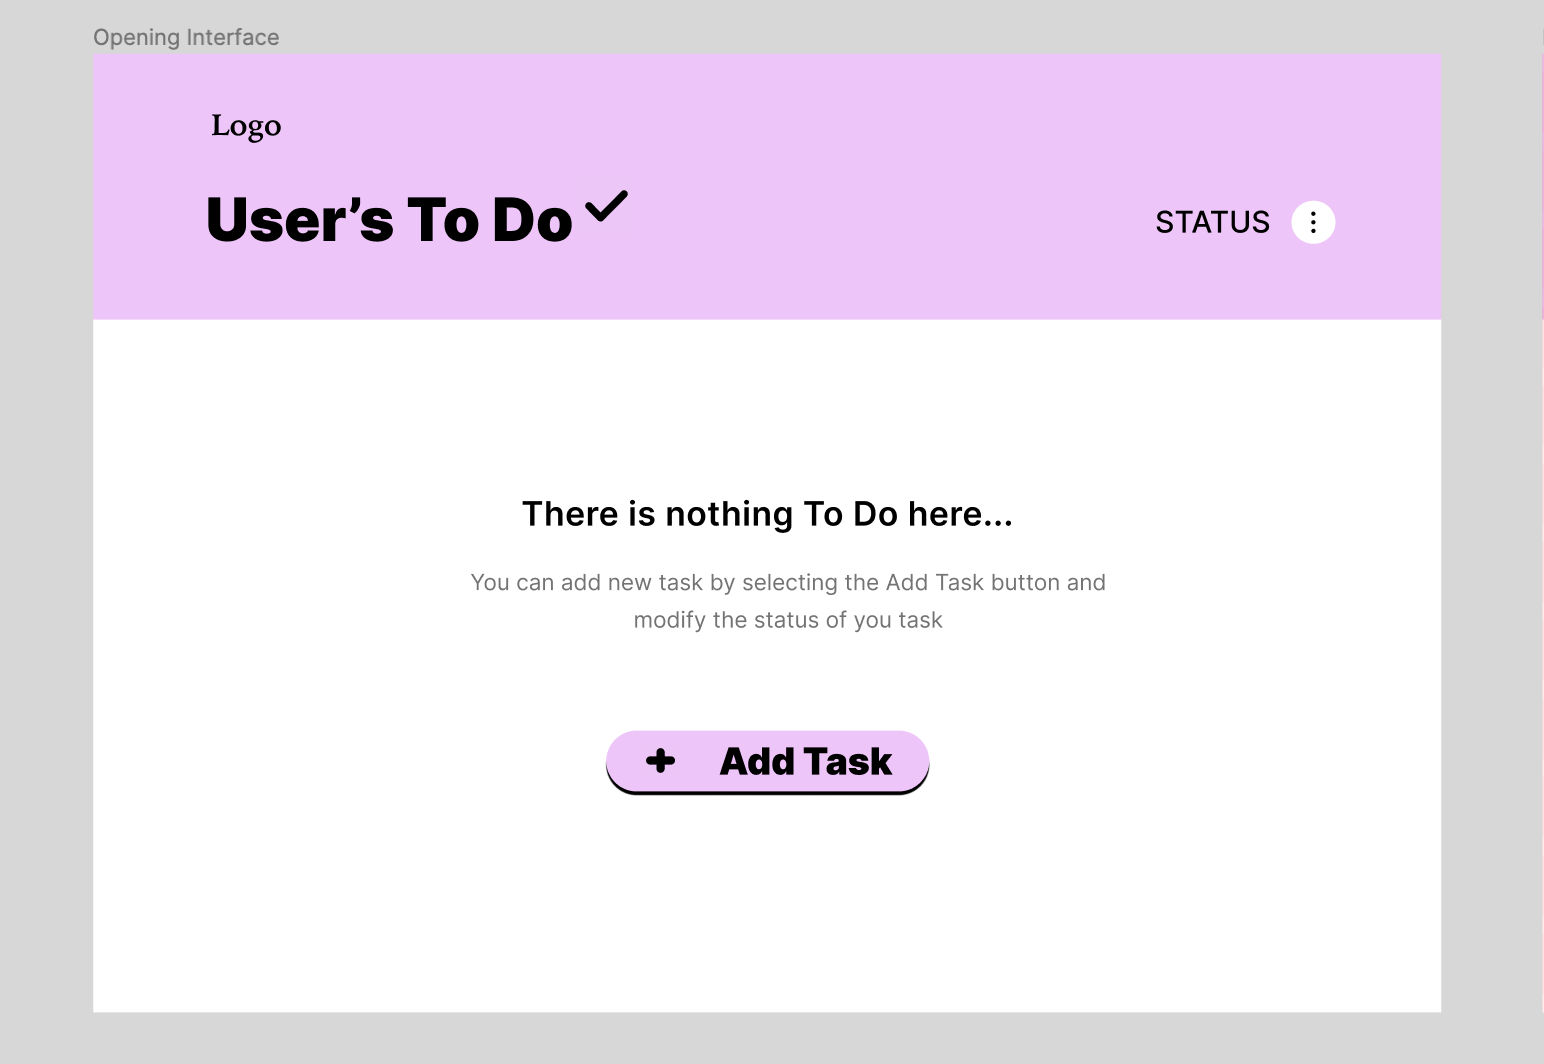 Opening Interface
Logo
User’s To Do
STATUS
There is nothing To Do here...
You can add new task by selecting the Add Task button and
modify the status of you task
Add Task